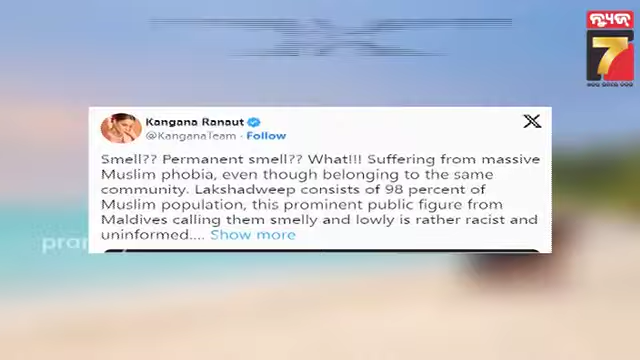 ନ୍ୟୁଜ୍
7
Kangana Ranaut
X
@KanganaTeam · Follow
Smell?? Permanent smell?? What!!! Suffering from massive
Muslim phobia, even though belonging to the same
community. Lakshadweep consists of 98 percent of
Muslim population, this prominent public figure from
Maldives calling them smelly and lowly is rather racist and
uninformed.... Show more